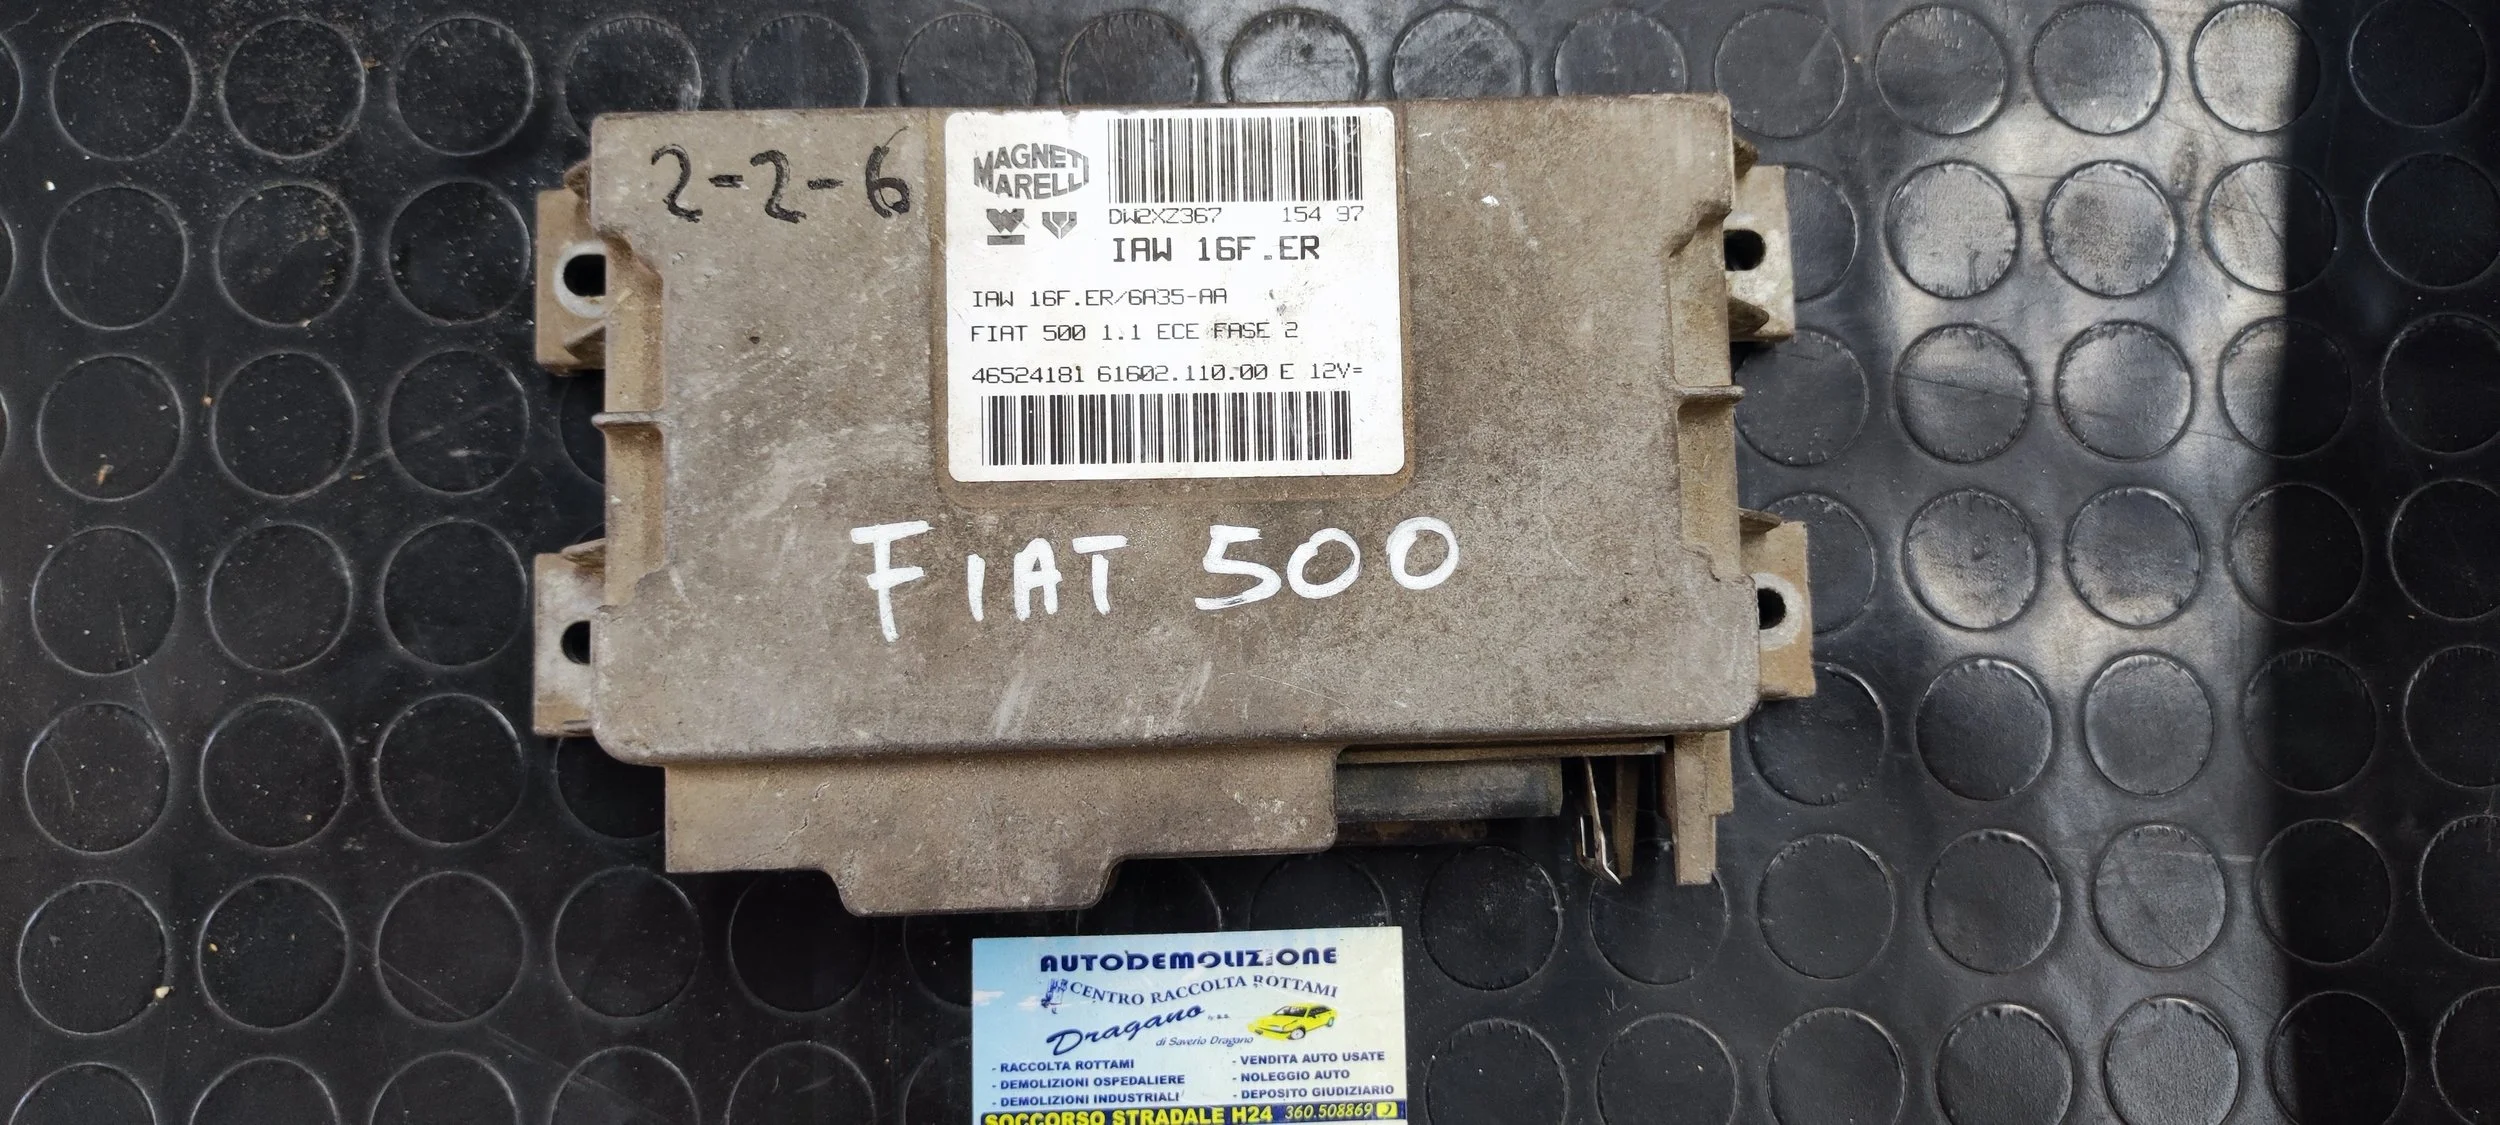 2-2-6
MAGNETI
MARELLI
DW2XZ367 154 97
IAW 16F.ER
IAW 16F.ER/6A35-AA
FIAT 500 1.1 ECE FASE 2
46524181 61602.110.00 E 12V=
FIAT 500
AUTODEMOLIZIONE
CENTRO RACCOLTA ROTTAMI
Dragano
di Saverio Dragano
- RACCOLTA ROTTAMI
- DEMOLIZIONI OSPEDALIERE
- DEMOLIZIONI INDUSTRIALI
- VENDITA AUTO USATE
- NOLEGGIO AUTO
- DEPOSITO GIUDIZIARIO
SOCCORSO STRADALE H24 360.508869